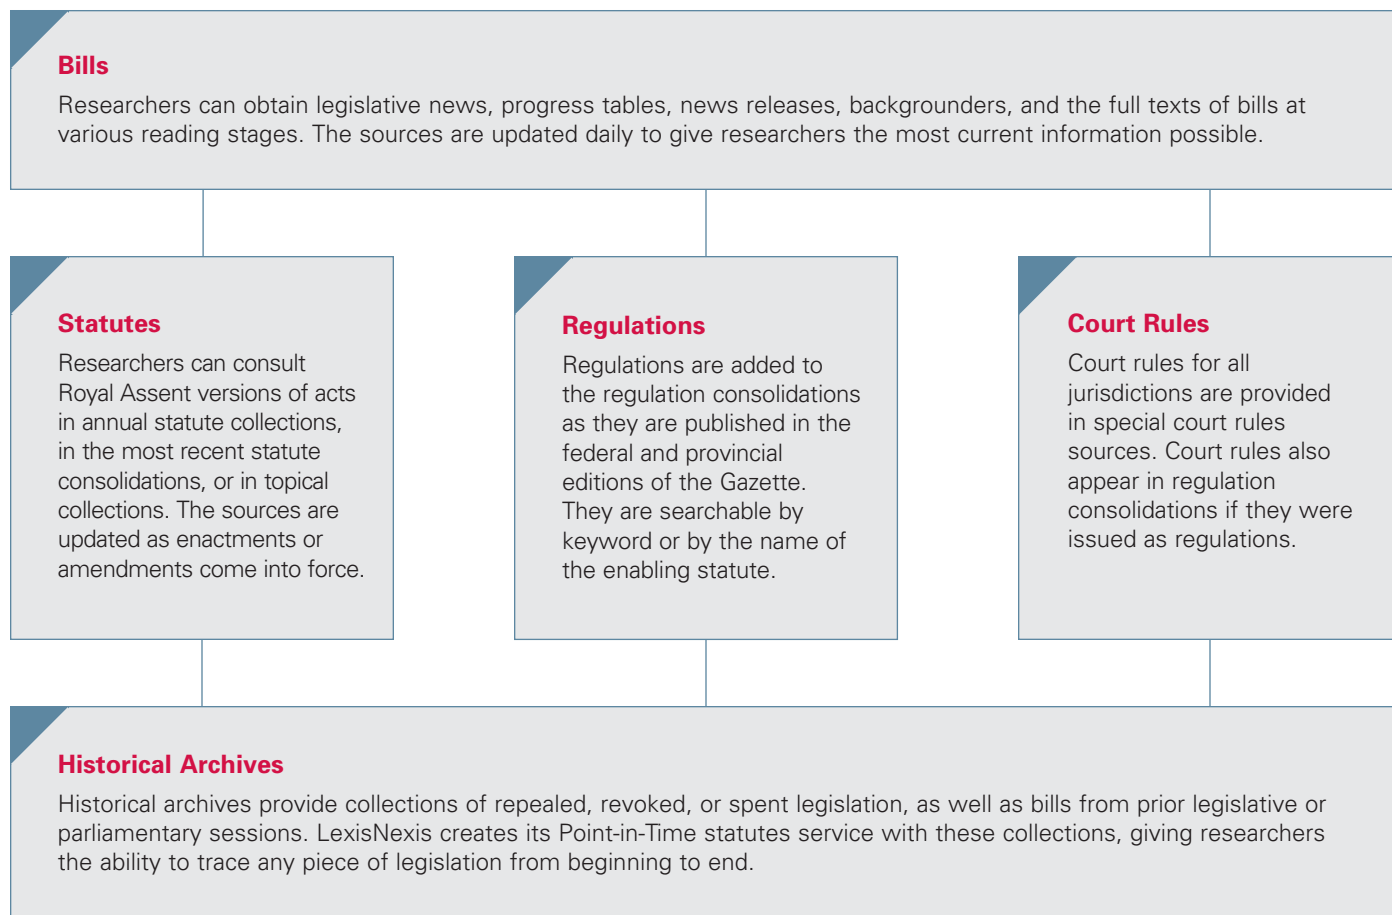 Bills
Researchers can obtain legislative news, progress tables, news releases, backgrounders, and the full texts of bills at
various reading stages. The sources are updated daily to give researchers the most current information possible.
Statutes
Researchers can consult
Royal Assent versions of acts
in annual statute collections,
in the most recent statute
consolidations, or in topical
collections. The sources are
updated as enactments or
amendments come into force.
Regulations
Regulations are added to
the regulation consolidations
as they are published in the
federal and provincial
editions of the Gazette.
They are searchable by
keyword or by the name of
the enabling statute.
Court Rules
Court rules for all
jurisdictions are provided
in special court rules
sources. Court rules also
appear in regulation
consolidations if they were
issued as regulations.
Historical Archives
Historical archives provide collections of repealed, revoked, or spent legislation, as well as bills from prior legislative or
parliamentary sessions. LexisNexis creates its Point-in-Time statutes service with these collections, giving researchers
the ability to trace any piece of legislation from beginning to end.